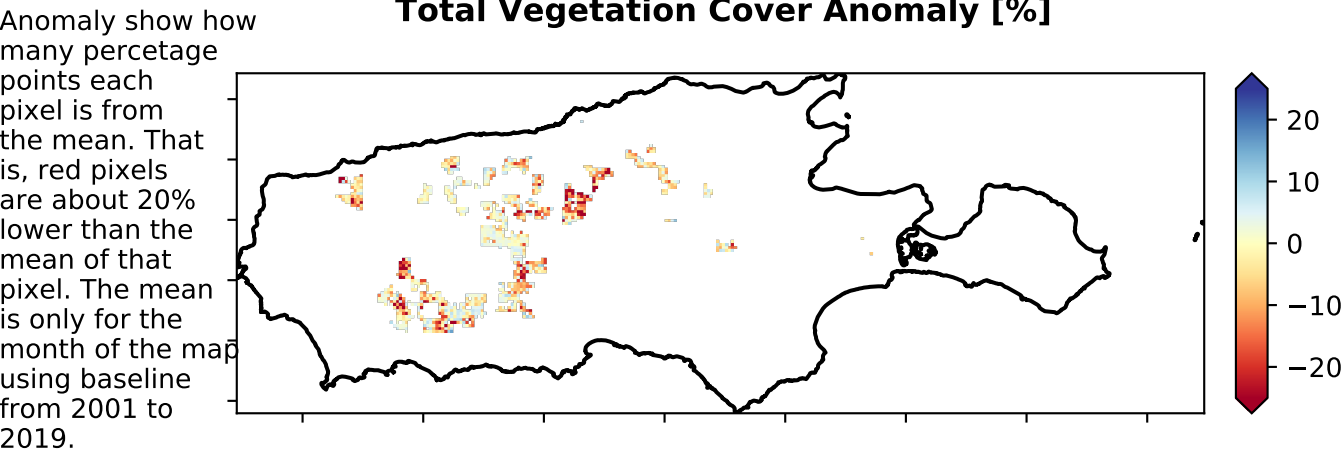 Total Vegetation Cover Anomaly [%]
Anomaly show how
many percetage
points each
pixel is from
the mean. That
is, red pixels
are about 20%
lower than the
mean of that
pixel. The mean
is only for the
month of the map
using baseline
from 2001 to
2019.
20
10
0
−10
−20